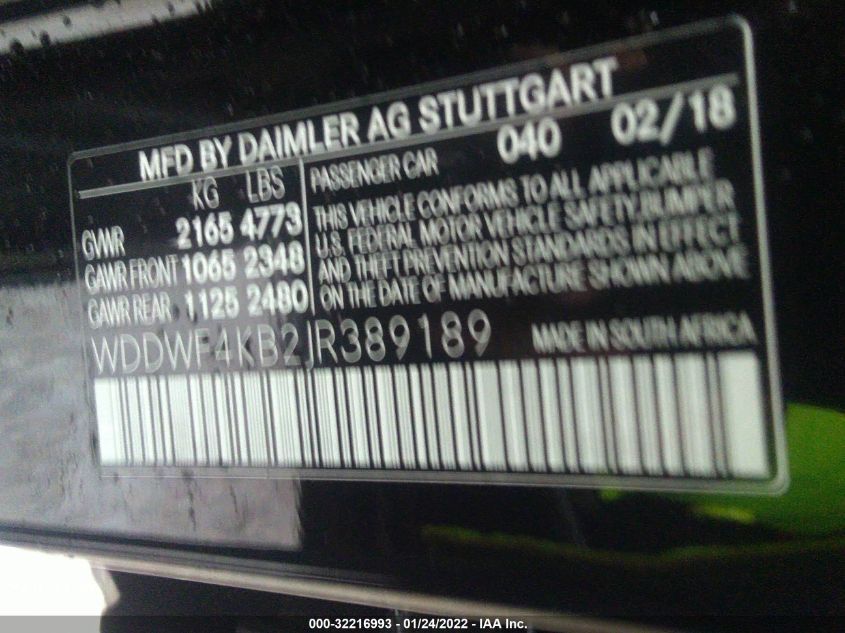 MFD BY DAIMLER AG STUTTGART
040 02/18
KG LBS
GVWR 2165 4773
GAWR FRONT 1065 2348
GAWR REAR 1125 2480
PASSENGER CAR
THIS VEHICLE CONFORMS TO ALL APPLICABLE
U.S. FEDERAL MOTOR VEHICLE SAFETY,BUMPER
AND THEFT PREVENTION STANDARDS IN EFFECT
ON THE DATE OF MANUFACTURE SHOWN ABOVE
WDDWF4KB2JR389189 MADE IN SOUTH AFRICA
000-32216993 - 01/24/2022 - IAA Inc.